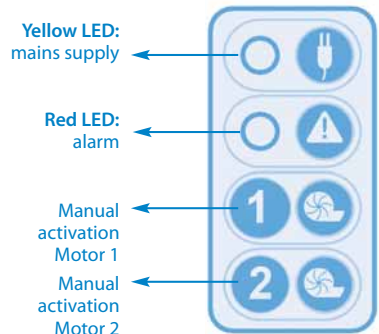 Yellow LED:
mains supply
Red LED:
alarm
Manual
activation
Motor 1
1
Manual
activation
Motor 2
2